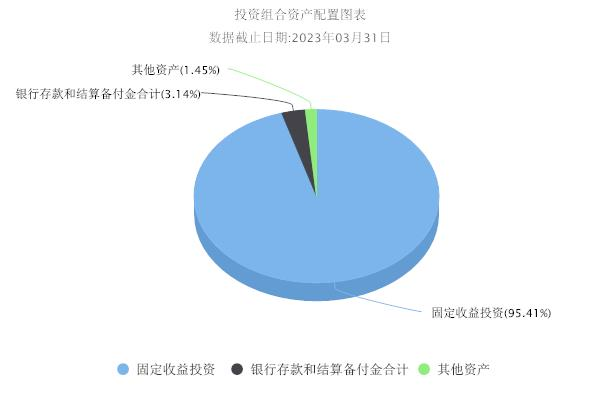 投资组合资产配置图表
数据截止日期:2023年03月31日
其他资产(1.45%)
银行存款和结算备付金合计(3.14%)
固定收益投资(95.41%)
固定收益投资 银行存款和结算备付金合计 其他资产